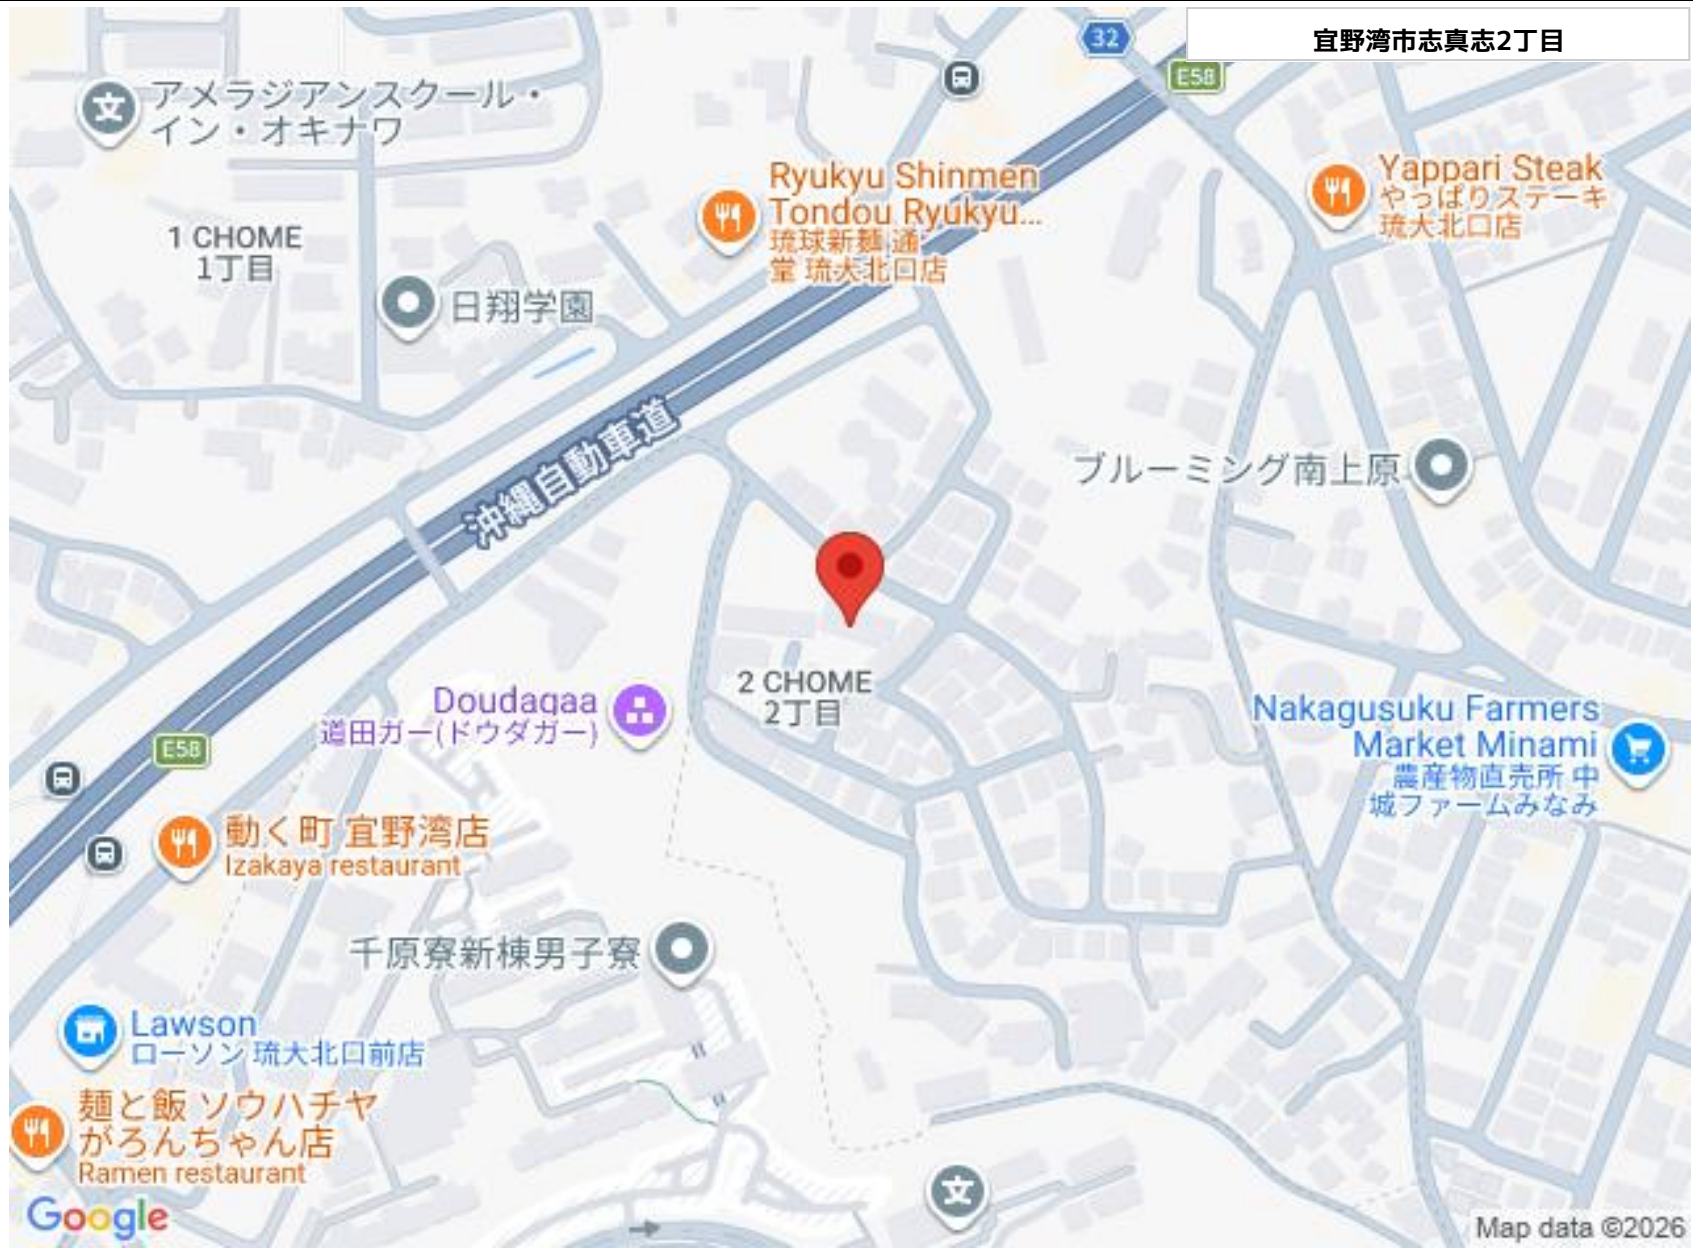 宜野湾市志真志2丁目
32
E58
アメラジアンスクール・
イン・オキナワ
Ryukyu Shinmen
Tondou Ryukyu...
琉球新麺 通
堂 琉大北口店
Yappari Steak
やっぱりステーキ
琉大北口店
1 CHOME
1丁目
日翔学園
沖縄自動車道
ブルーミング南上原
2 CHOME
2丁目
Doudagaa
道田ガー(ドウダガー)
Nakagusuku Farmers
Market Minami
農産物直売所 中
城ファームみなみ
E58
動く町 宜野湾店
Izakaya restaurant
千原寮新棟男子寮
Lawson
ローソン 琉大北口前店
麺と飯 ソウハチヤ
がろんちゃん店
Ramen restaurant
文
文
Google
Map data ©2026